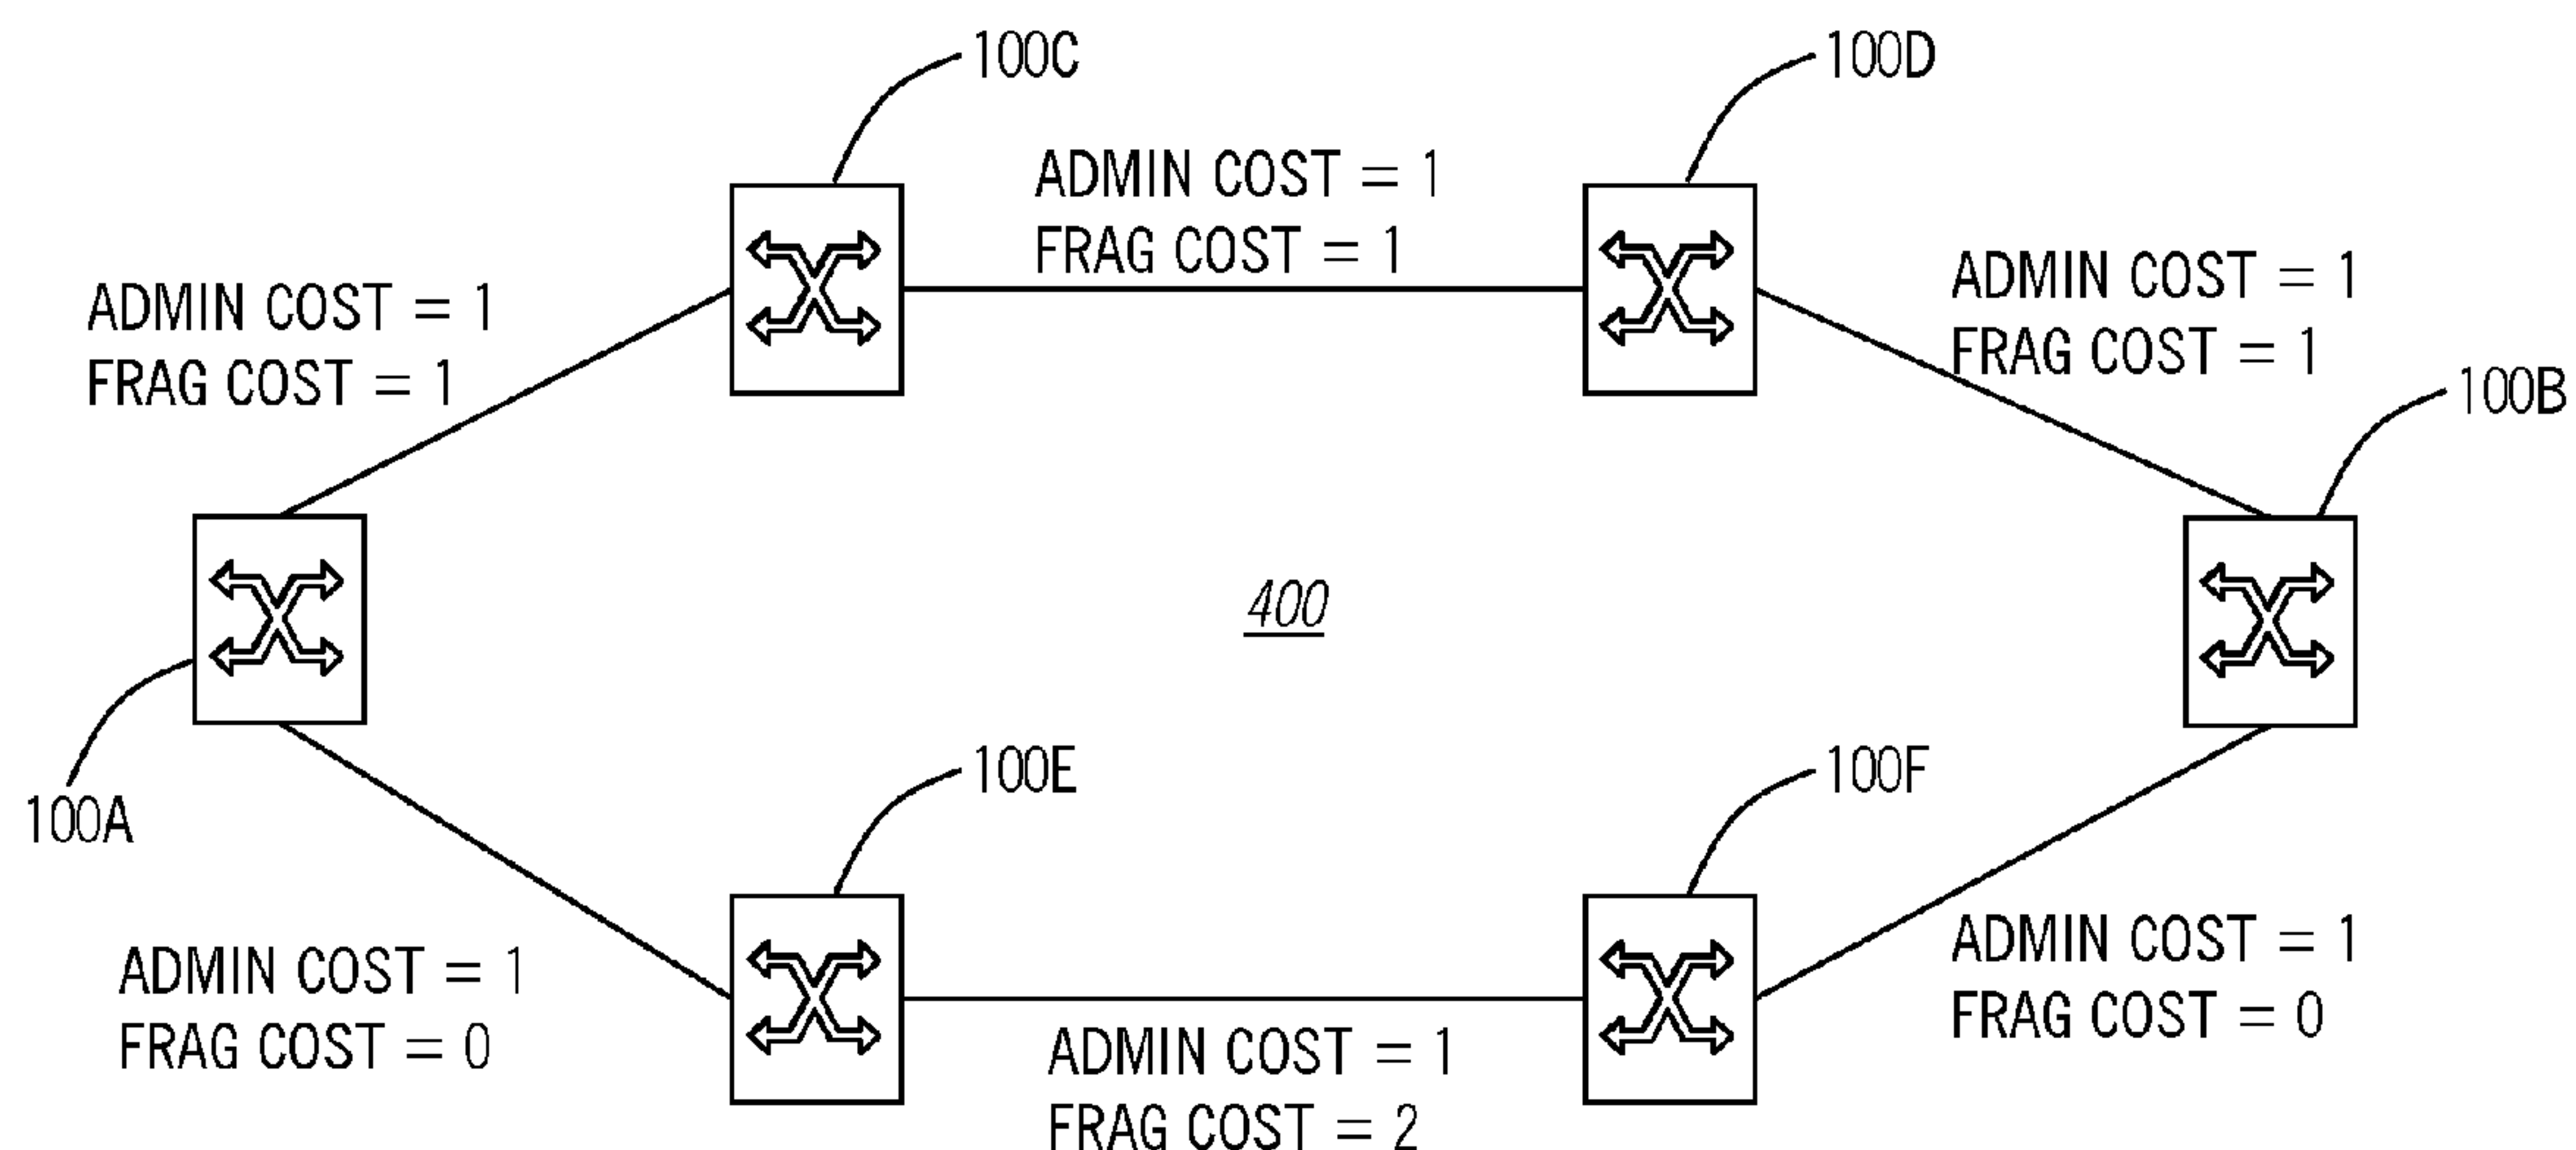 100C
100D
ADMIN COST = 1
FRAG COST = 1
ADMIN COST = 1
FRAG COST = 1
ADMIN COST = 1
FRAG COST = 1
100B
400
100A
100E
100F
ADMIN COST = 1
FRAG COST = 0
ADMIN COST = 1
FRAG COST = 2
ADMIN COST = 1
FRAG COST = 0